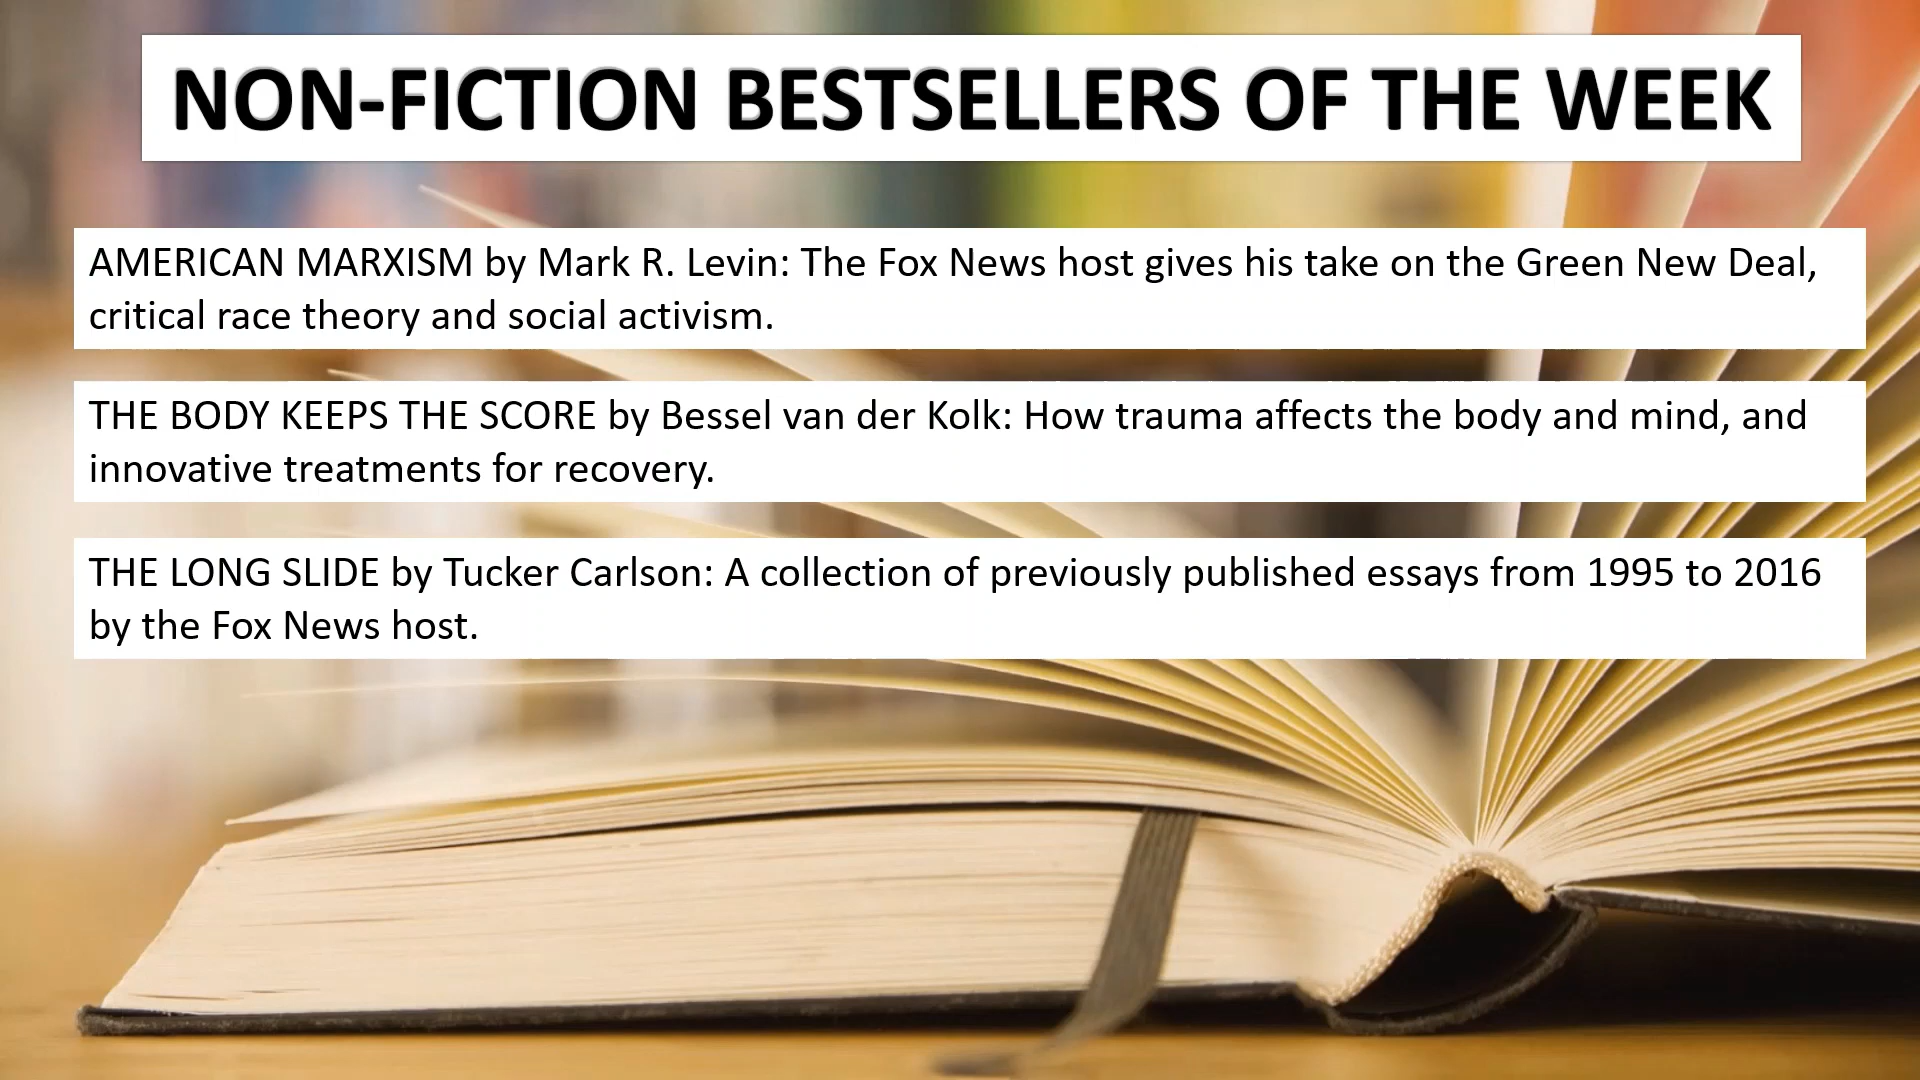 NON-FICTION BESTSELLERS OF THE WEEK
AMERICAN MARXISM by Mark R. Levin: The Fox News host gives his take on the Green New Deal,
critical race theory and social activism.
THE BODY KEEPS THE SCORE by Bessel van der Kolk: How trauma affects the body and mind, and
innovative treatments for recovery.
THE LONG SLIDE by Tucker Carlson: A collection of previously published essays from 1995 to 2016
by the Fox News host.